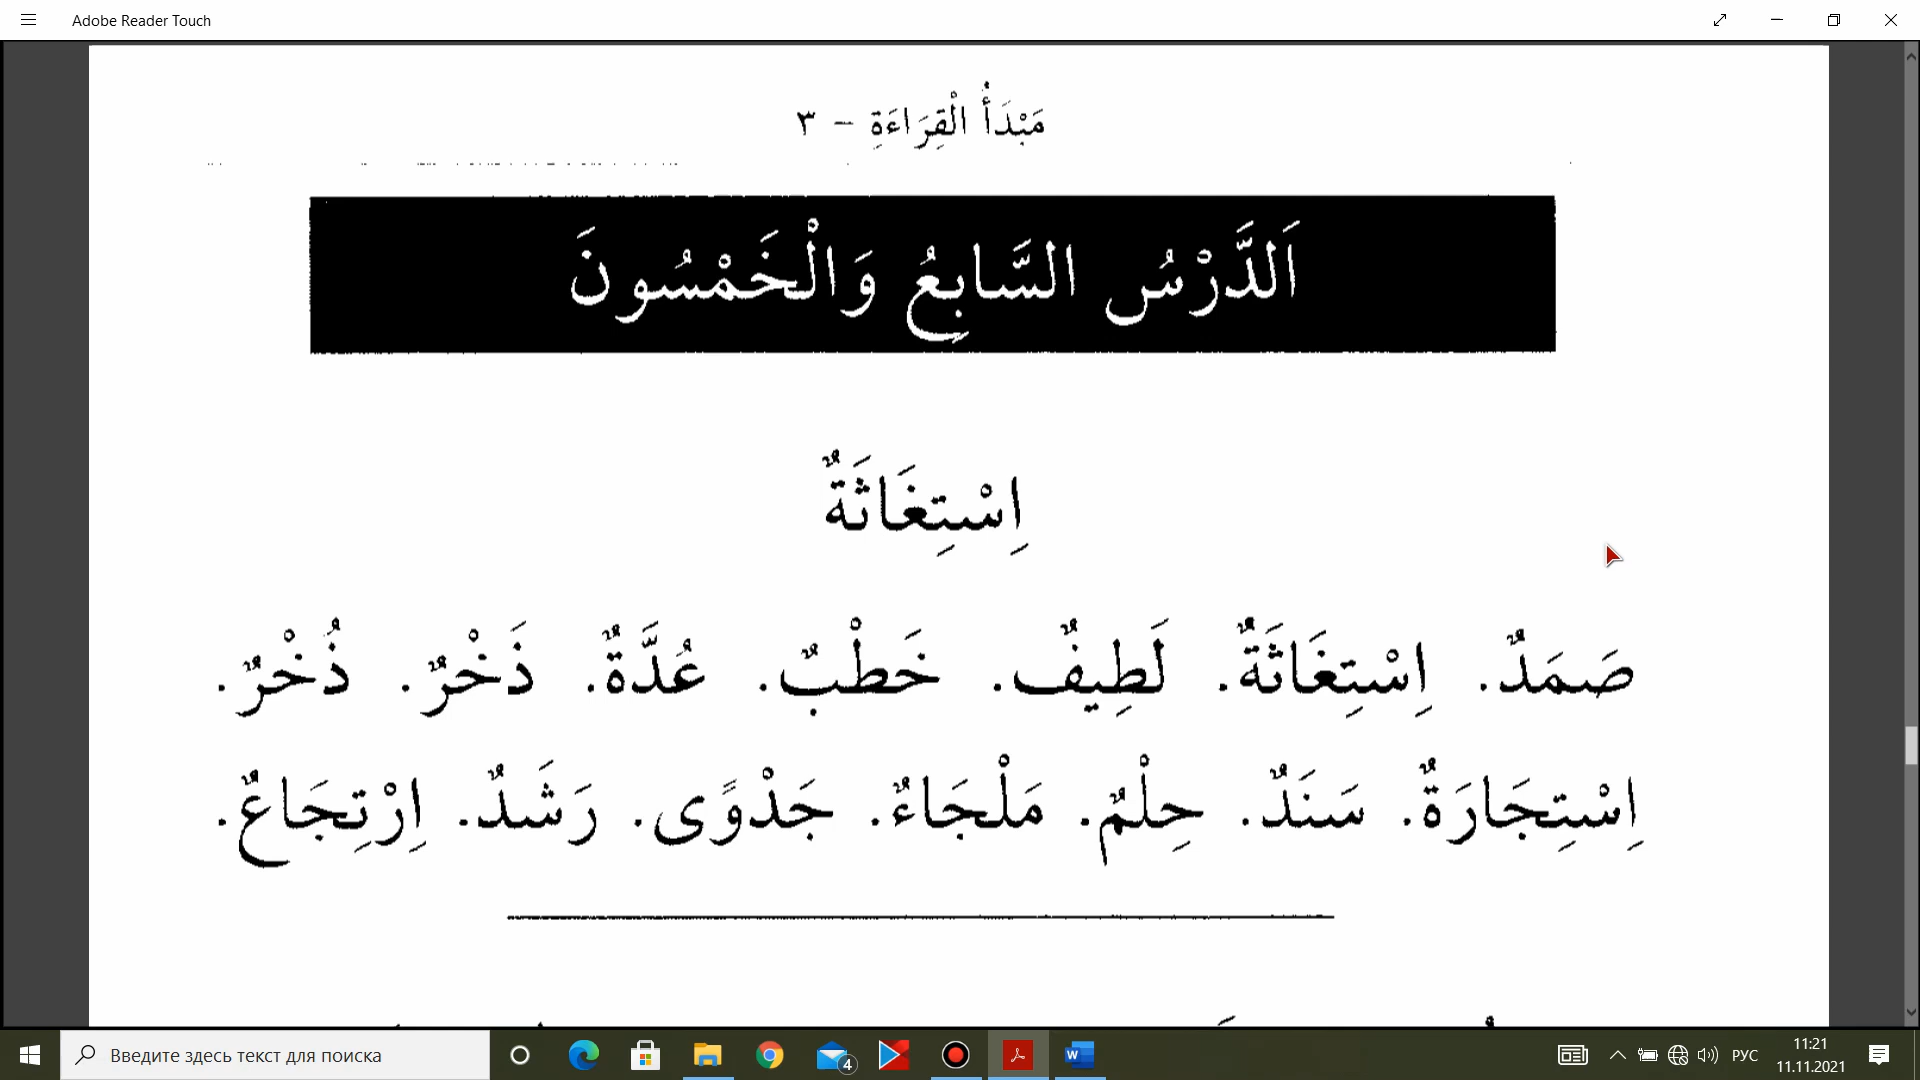 Adobe Reader Touch
مَبْدَأُ الْقِرَاءَةِ – ٣
اَلدَّرْسُ السَّابِعُ وَالْخَمْسُونَ
اِسْتِغَاثَةٌ
صَمَدٌ. اِسْتِغَاثَةٌ. لَطِيفٌ. خَطْبٌ. عُدَّةٌ. ذَخْرٌ. ذُخْرٌ.
اِسْتِجَارَةٌ. سَنَدٌ. حِلْمٌ. مَلْجَاءٌ. جَدْوًى. رَشَدٌ. اِرْتِجَاعٌ.
Введите здесь текст для поиска
4
РУС
11:21
11.11.2021